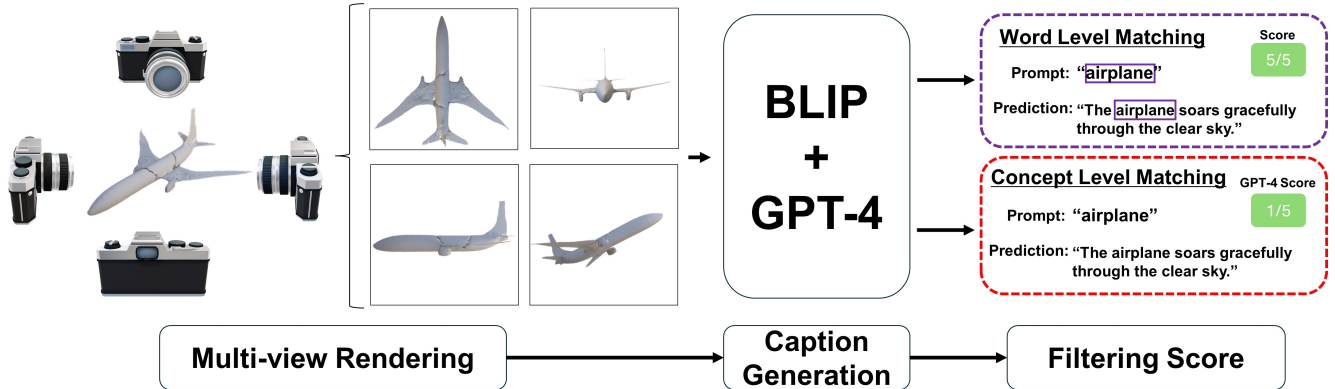 BLIP
+
GPT-4
Word Level Matching
Score
5/5
Prompt: “airplane”
Prediction: “The airplane soars gracefully
through the clear sky.”
Concept Level Matching
GPT-4 Score
1/5
Prompt: “airplane”
Prediction: “The airplane soars gracefully
through the clear sky.”
Multi-view Rendering
Caption
Generation
Filtering Score